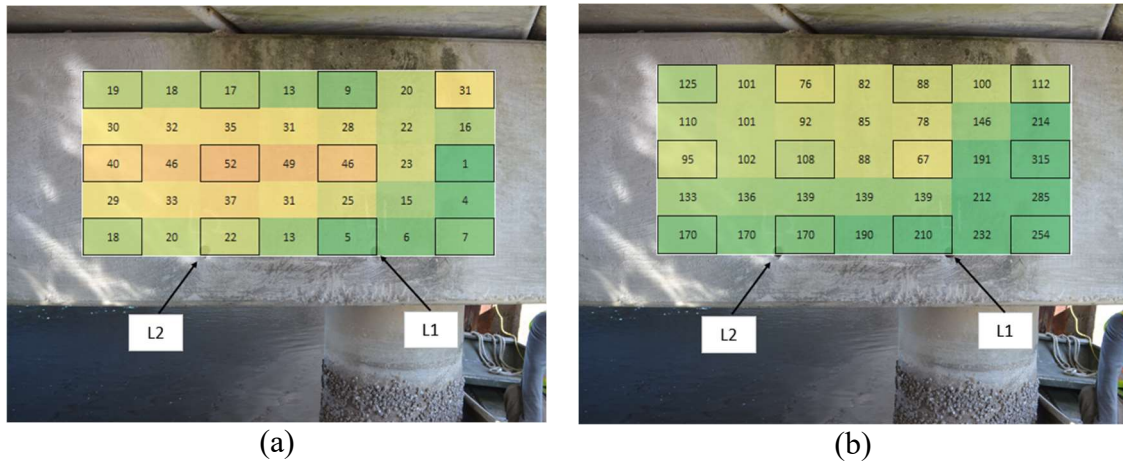 19 18 17 13 9 20 31
30 32 35 31 28 22 16
40 46 52 49 46 23 1
29 33 37 31 25 15 4
18 20 22 13 5 6 7
L2 L1
(a)
125 101 76 82 88 100 112
110 101 92 85 78 146 214
95 102 108 88 67 191 315
133 136 139 139 139 212 285
170 170 170 190 210 232 254
L2 L1
(b)